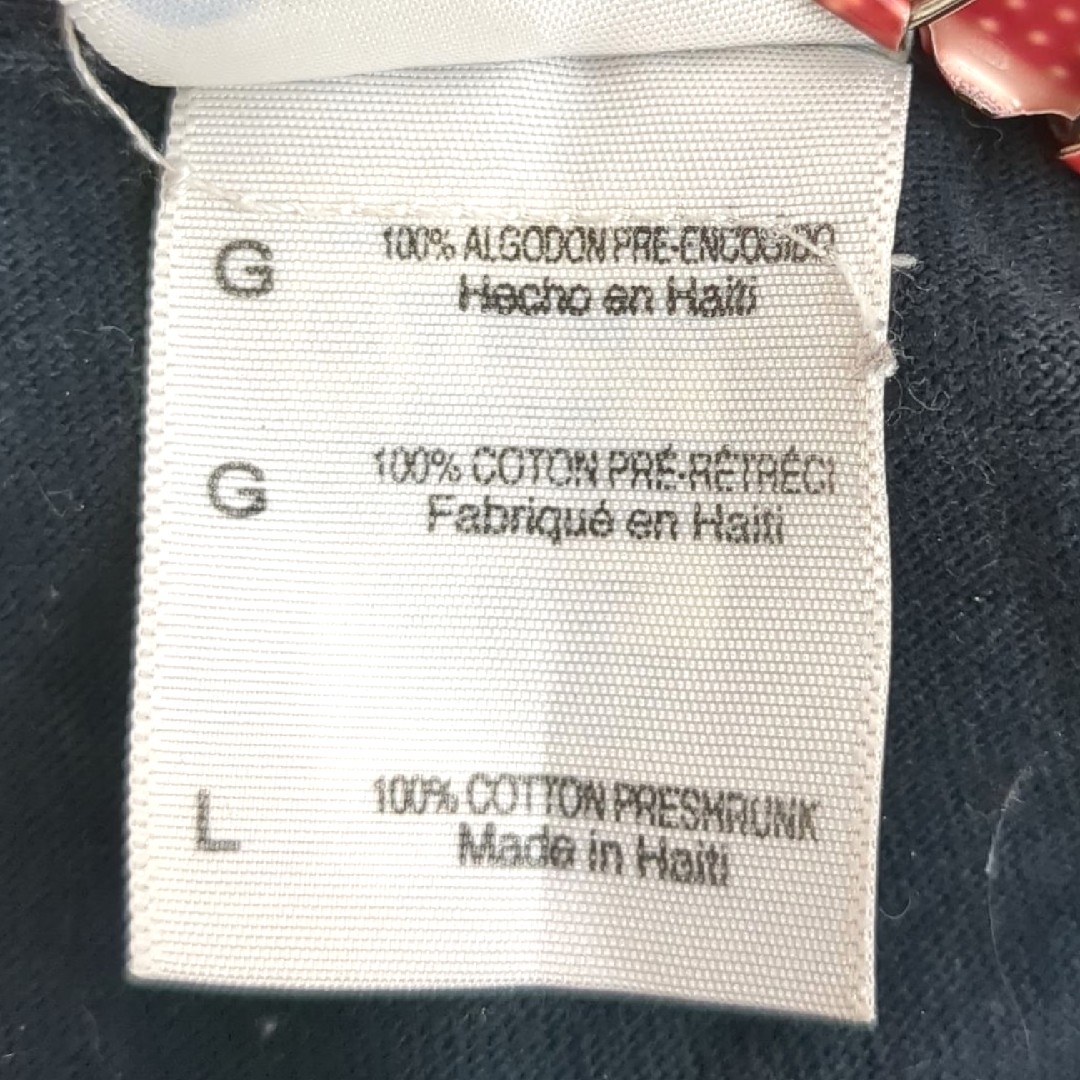 G 100% ALGODON PRE-ENCOGIDO
Hecho en Haiti
G 100% COTON PRÉ-RÉTRÉCI
Fabriqué en Haiti
L 100% COTTON PRESHRUNK
Made in Haiti